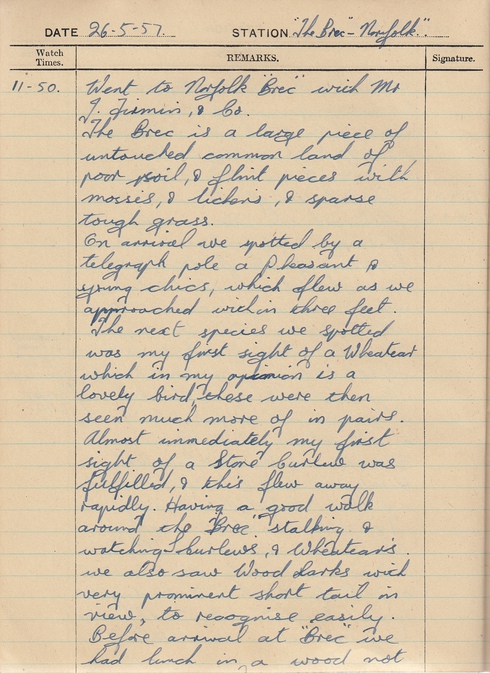 DATE 26-5-57. STATION "The Brec" - Norfolk".
Watch Times. REMARKS. Signature.
11-50. Went to Norfolk "Brec" with Mr
J. Firmin, & Co.
The Brec is a large piece of
untouched common land of
poor soil, & flint pieces with
mosses, & lickens, & sparse
tough grass.
On arrival we spotted by a
telegraph pole a Pheasant &
young chics, which flew as we
approached within three feet.
The next species we spotted
was my first sight of a Wheatear
which in my opinion is a
lovely bird, these were then
seen much more of in pairs.
Almost immediately my first
sight of a Stone Curlew was
fulfilled, & this flew away
rapidly. Having a good walk
around the "Brec" stalking &
watching Curlews, & Wheatear's.
we also saw Wood Larks with
very prominent short tail in
view, to recognise easily.
Before arrival at "Brec" we
had lunch in a wood not